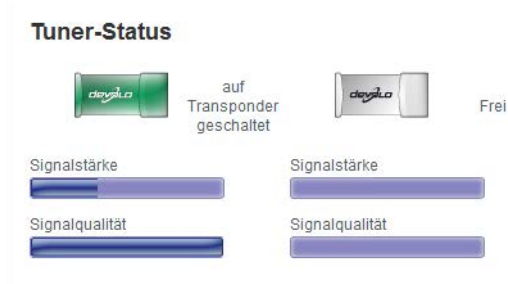 Tuner-Status
devolo
auf
Transponder
geschaltet
devolo
Frei
Signalstärke
Signalstärke
Signalqualität
Signalqualität